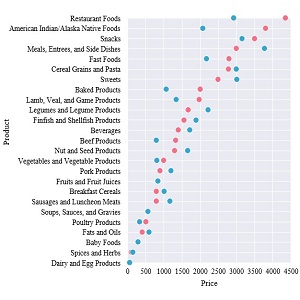 Restaurant Foods
American Indian/Alaska Native Foods
Snacks
Meals, Entrees, and Side Dishes
Fast Foods
Cereal Grains and Pasta
Sweets
Baked Products
Lamb, Veal, and Game Products
Legumes and Legume Products
Finfish and Shellfish Products
Beverages
Beef Products
Nut and Seed Products
Vegetables and Vegetable Products
Pork Products
Fruits and Fruit Juices
Breakfast Cereals
Sausages and Luncheon Meats
Soups, Sauces, and Gravies
Poultry Products
Fats and Oils
Baby Foods
Spices and Herbs
Dairy and Egg Products
Product
0 500 1000 1500 2000 2500 3000 3500 4000 4500
Price